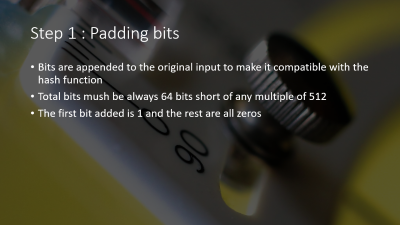 Step 1 : Padding bits
• Bits are appended to the original input to make it compatible with the
hash function
• Total bits mush be always 64 bits short of any multiple of 512
• The first bit added is 1 and the rest are all zeros
90